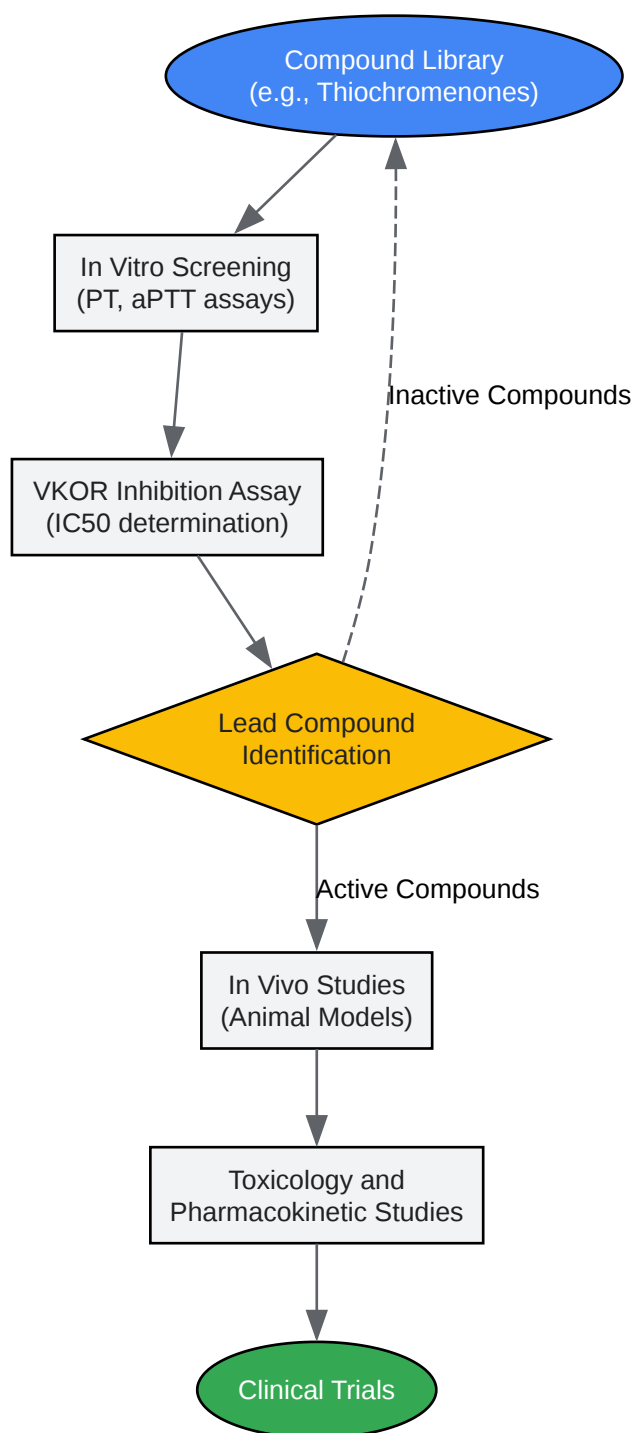 Compound Library
(e.g., Thiochromenones)
In Vitro Screening
(PT, aPTT assays)
Inactive Compounds
VKOR Inhibition Assay
(IC50 determination)
Lead Compound
Identification
Active Compounds
In Vivo Studies
(Animal Models)
Toxicology and
Pharmacokinetic Studies
Clinical Trials